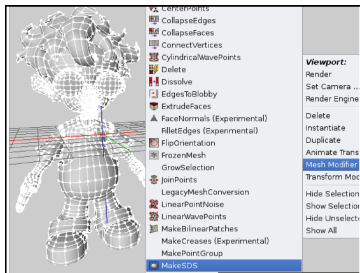 CenterPoints
CollapseEdges
CollapseFaces
ConnectVertices
CylindricalWavePoints
Delete
Dissolve
EdgesToBlobby
ExtrudeFaces
FaceNormals (Experimental)
FilletEdges (Experimental)
FlipOrientation
FrozenMesh
GrowSelection
JoinPoints
LegacyMeshConversion
LinearPointNoise
LinearWavePoints
MakeBilinearPatches
MakeCreases (Experimental)
MakePointGroup
MakeSDS
Viewport:
Render
Set Camera ...
Render Engine
Delete
Instantiate
Duplicate
Animate Trans
Mesh Modifier
Transform Mod
Hide Selection
Show Selection
Hide Unselecte
Show All